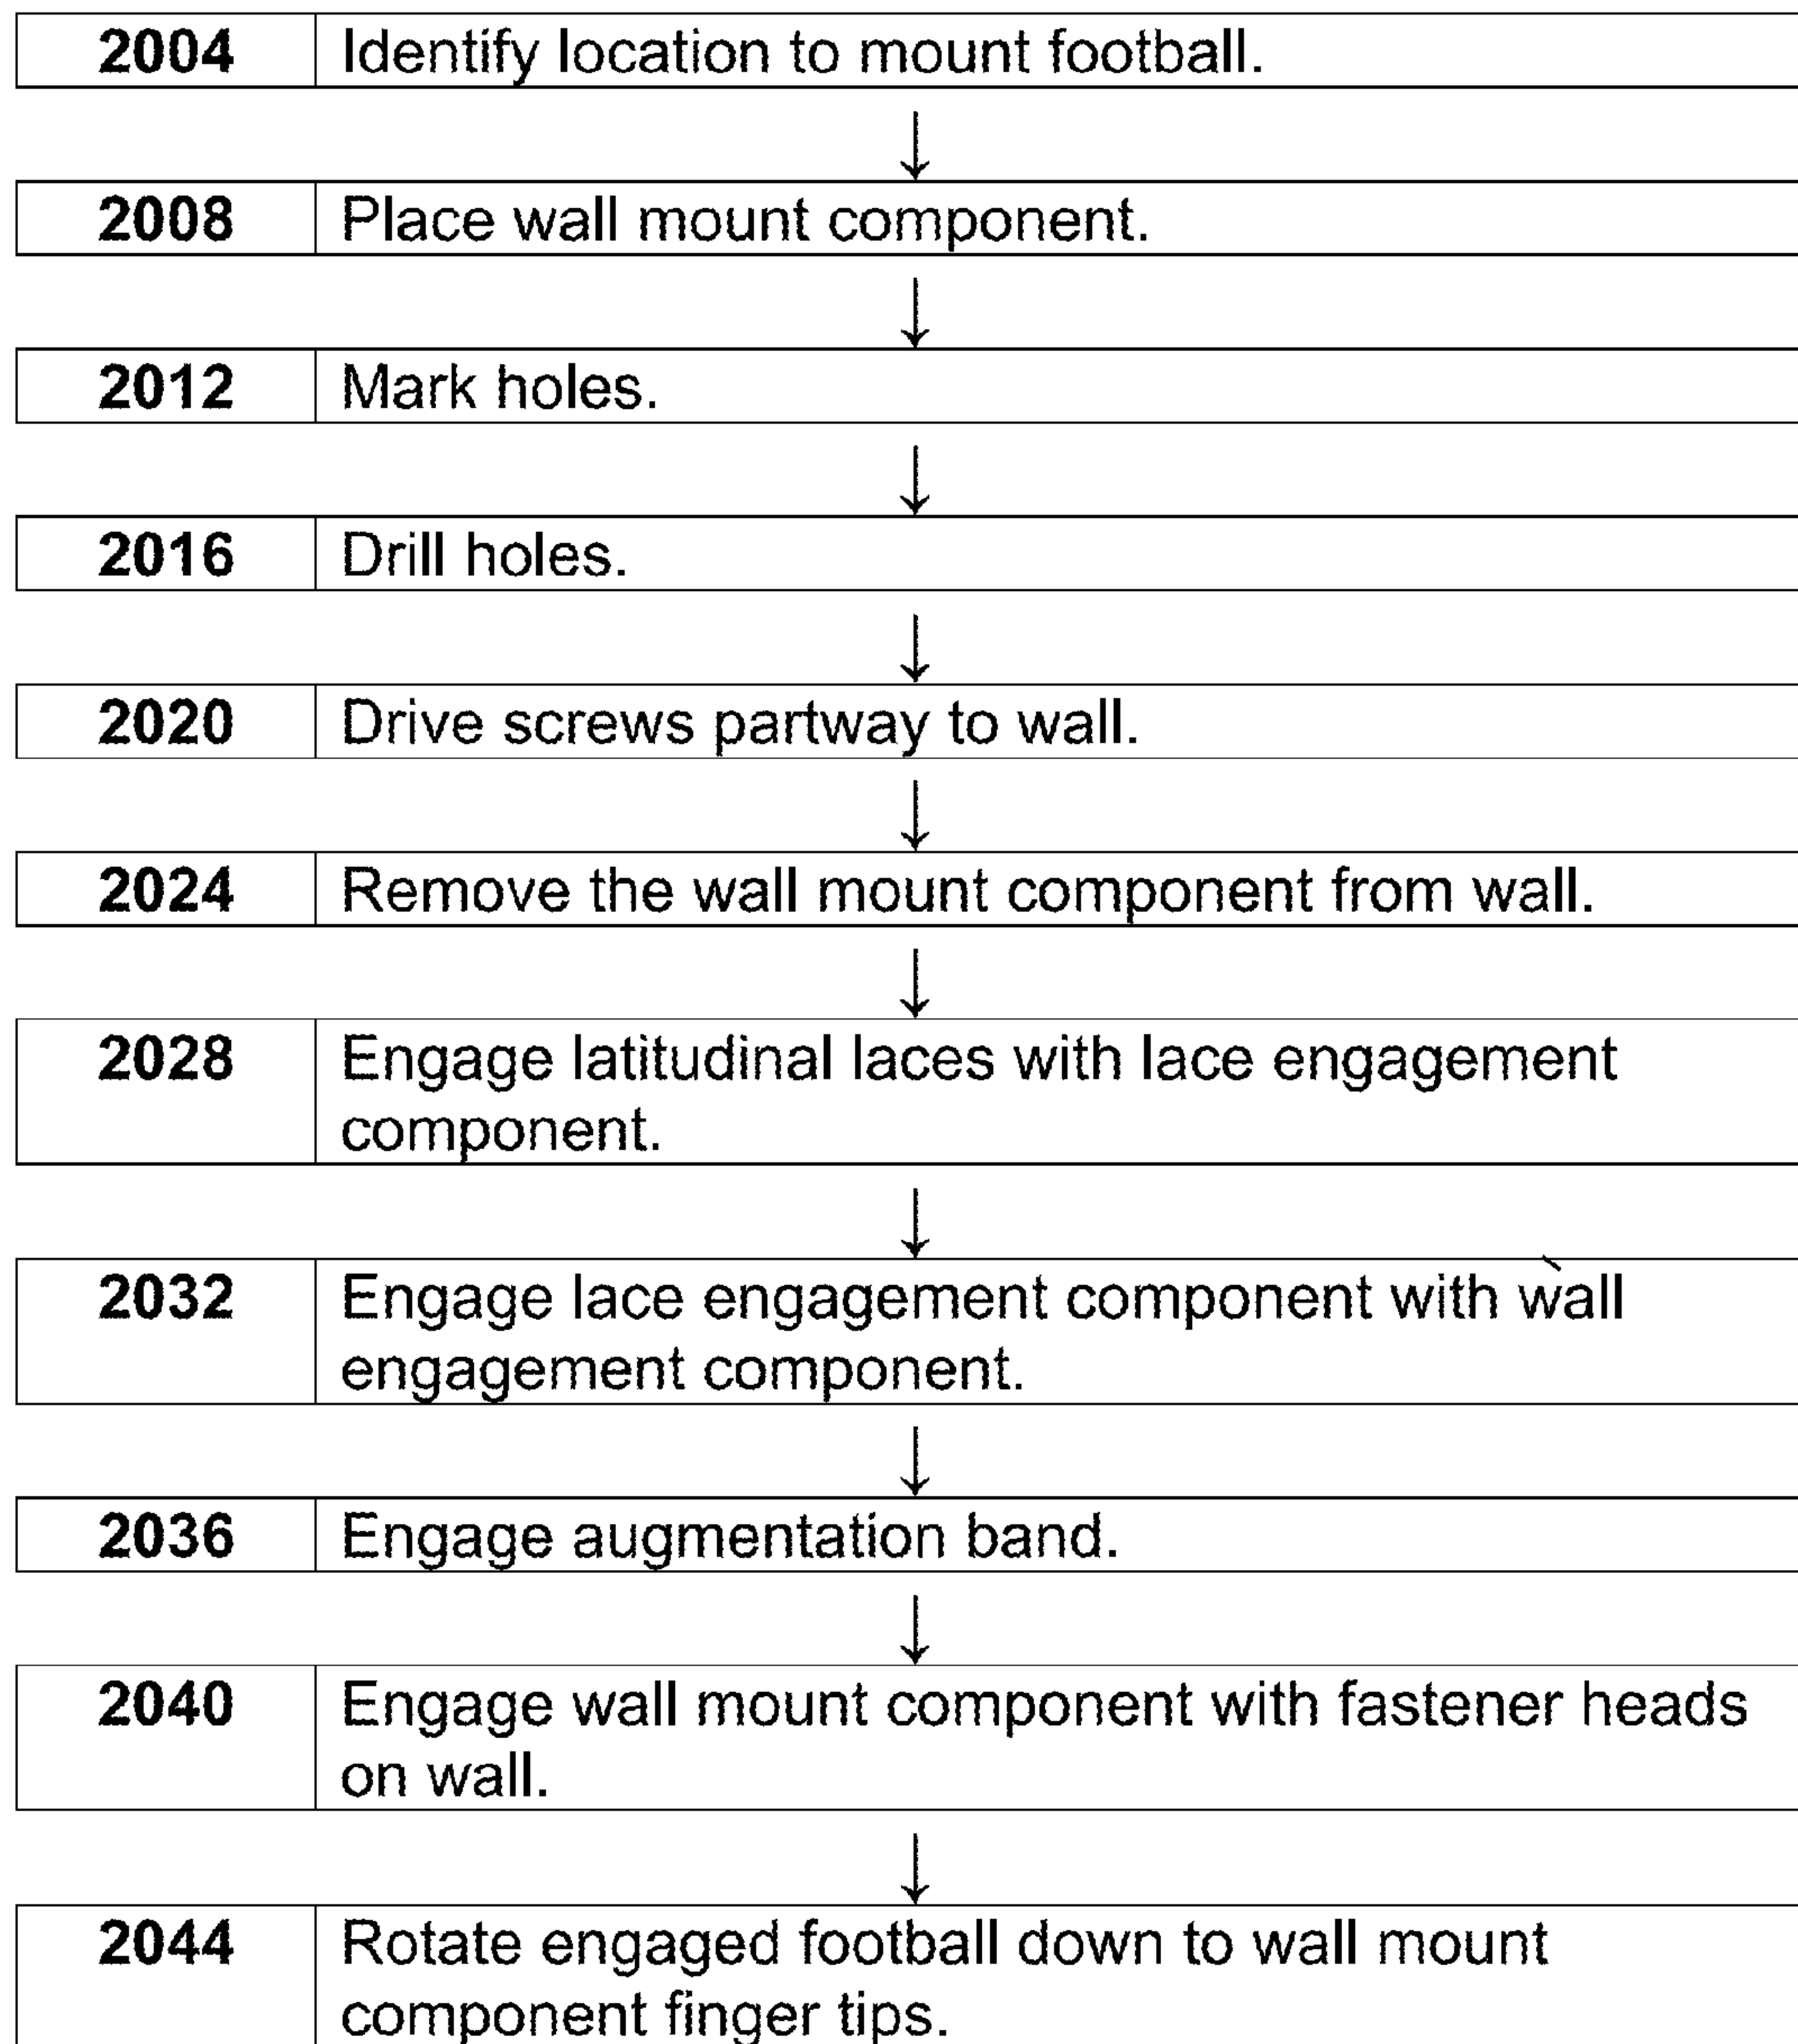 2004 Identify location to mount football.
2008 Place wall mount component.
2012 Mark holes.
2016 Drill holes.
2020 Drive screws partway to wall.
2024 Remove the wall mount component from wall.
2028 Engage latitudinal laces with lace engagement
component.
2032 Engage lace engagement component with wall
engagement component.
2036 Engage augmentation band.
2040 Engage wall mount component with fastener heads
on wall.
2044 Rotate engaged football down to wall mount
component finger tips.